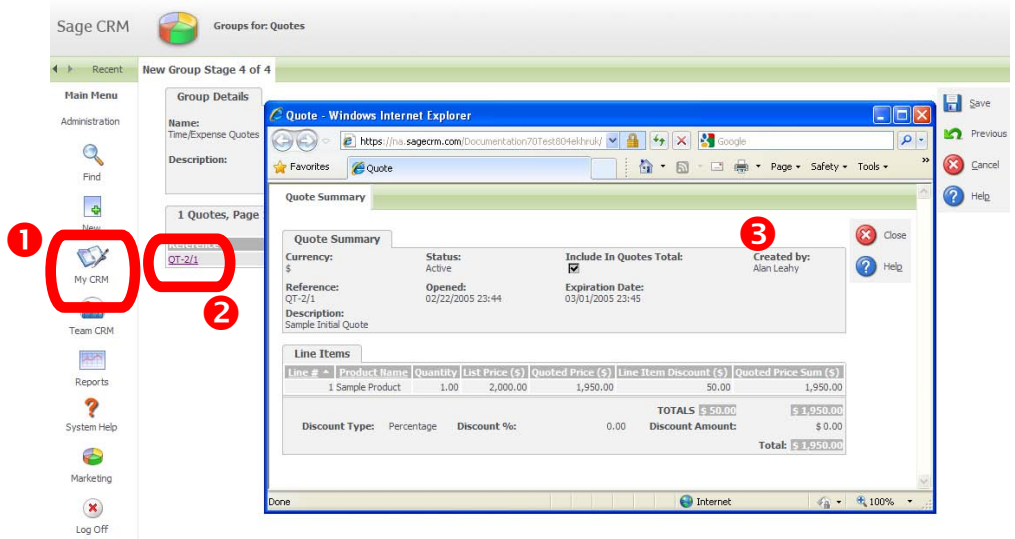 Sage CRM
Groups for: Quotes
Recent
New Group Stage 4 of 4
Main Menu
Administration
Find
New
My CRM
Team CRM
Reports
System Help
Marketing
Log Off
1
2
3
Group Details
Name:
Time/Expense Quotes
Description:
1 Quotes, Page
Reference
QT-2/1
Save
Previous
Cancel
Help
Quote - Windows Internet Explorer
https://na.sagecrm.com/Documentation70Test804ekhruk/
Google
Favorites
Quote
Page
Safety
Tools
»
Quote Summary
Quote Summary
Close
Help
Currency: Status: Include In Quotes Total: Created by:
$ Active Alan Leahy
Reference: Opened: Expiration Date:
QT-2/1 02/22/2005 23:44 03/01/2005 23:45
Description:
Sample Initial Quote
Line Items
Line # Product Name Quantity List Price ($) Quoted Price ($) Line Item Discount ($) Quoted Price Sum ($)
1 Sample Product 1.00 2,000.00 1,950.00 50.00 1,950.00
TOTALS $ 50.00 $ 1,950.00
Discount Type: Percentage Discount %: 0.00 Discount Amount: $ 0.00
Total: $ 1,950.00
Done
Internet
100%